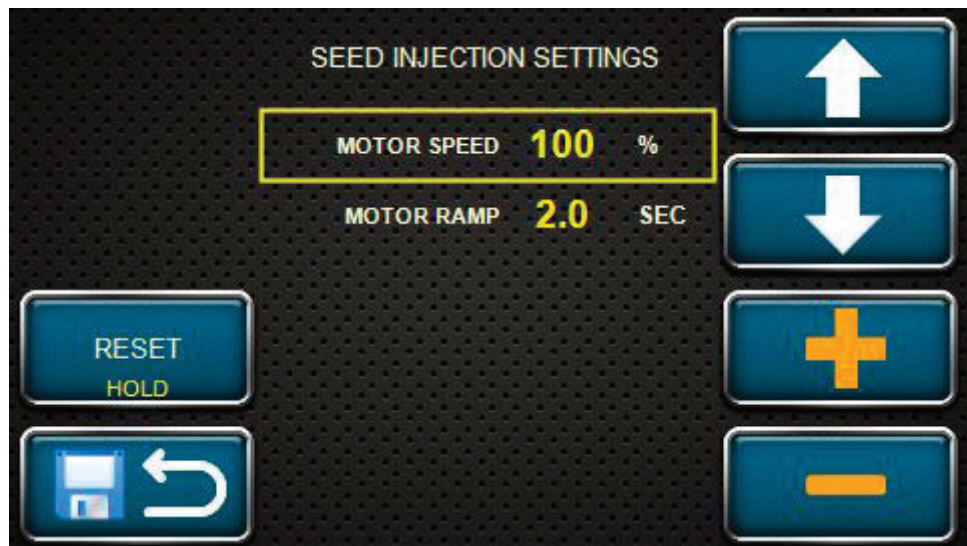 SEED INJECTION SETTINGS
MOTOR SPEED 100 %
MOTOR RAMP 2.0 SEC
RESET
HOLD